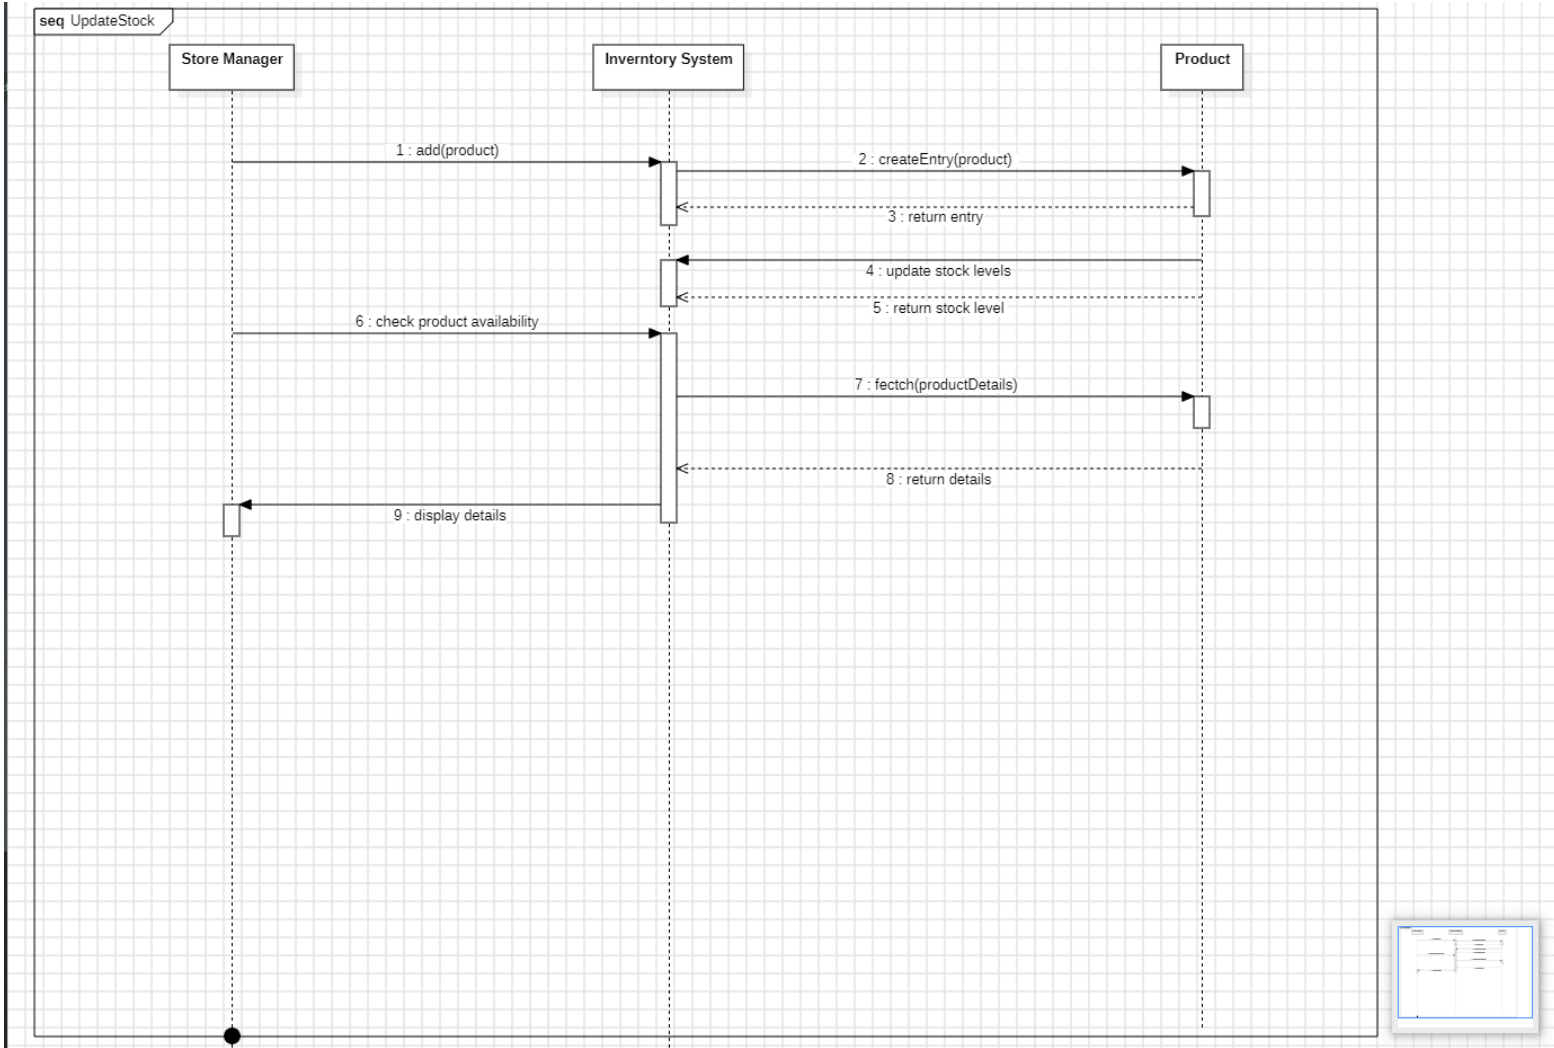 seq UpdateStock
Store Manager
Inverntory System
Product
1 : add(product)
2 : createEntry(product)
3 : return entry
4 : update stock levels
5 : return stock level
6 : check product availability
7 : fectch(productDetails)
8 : return details
9 : display details